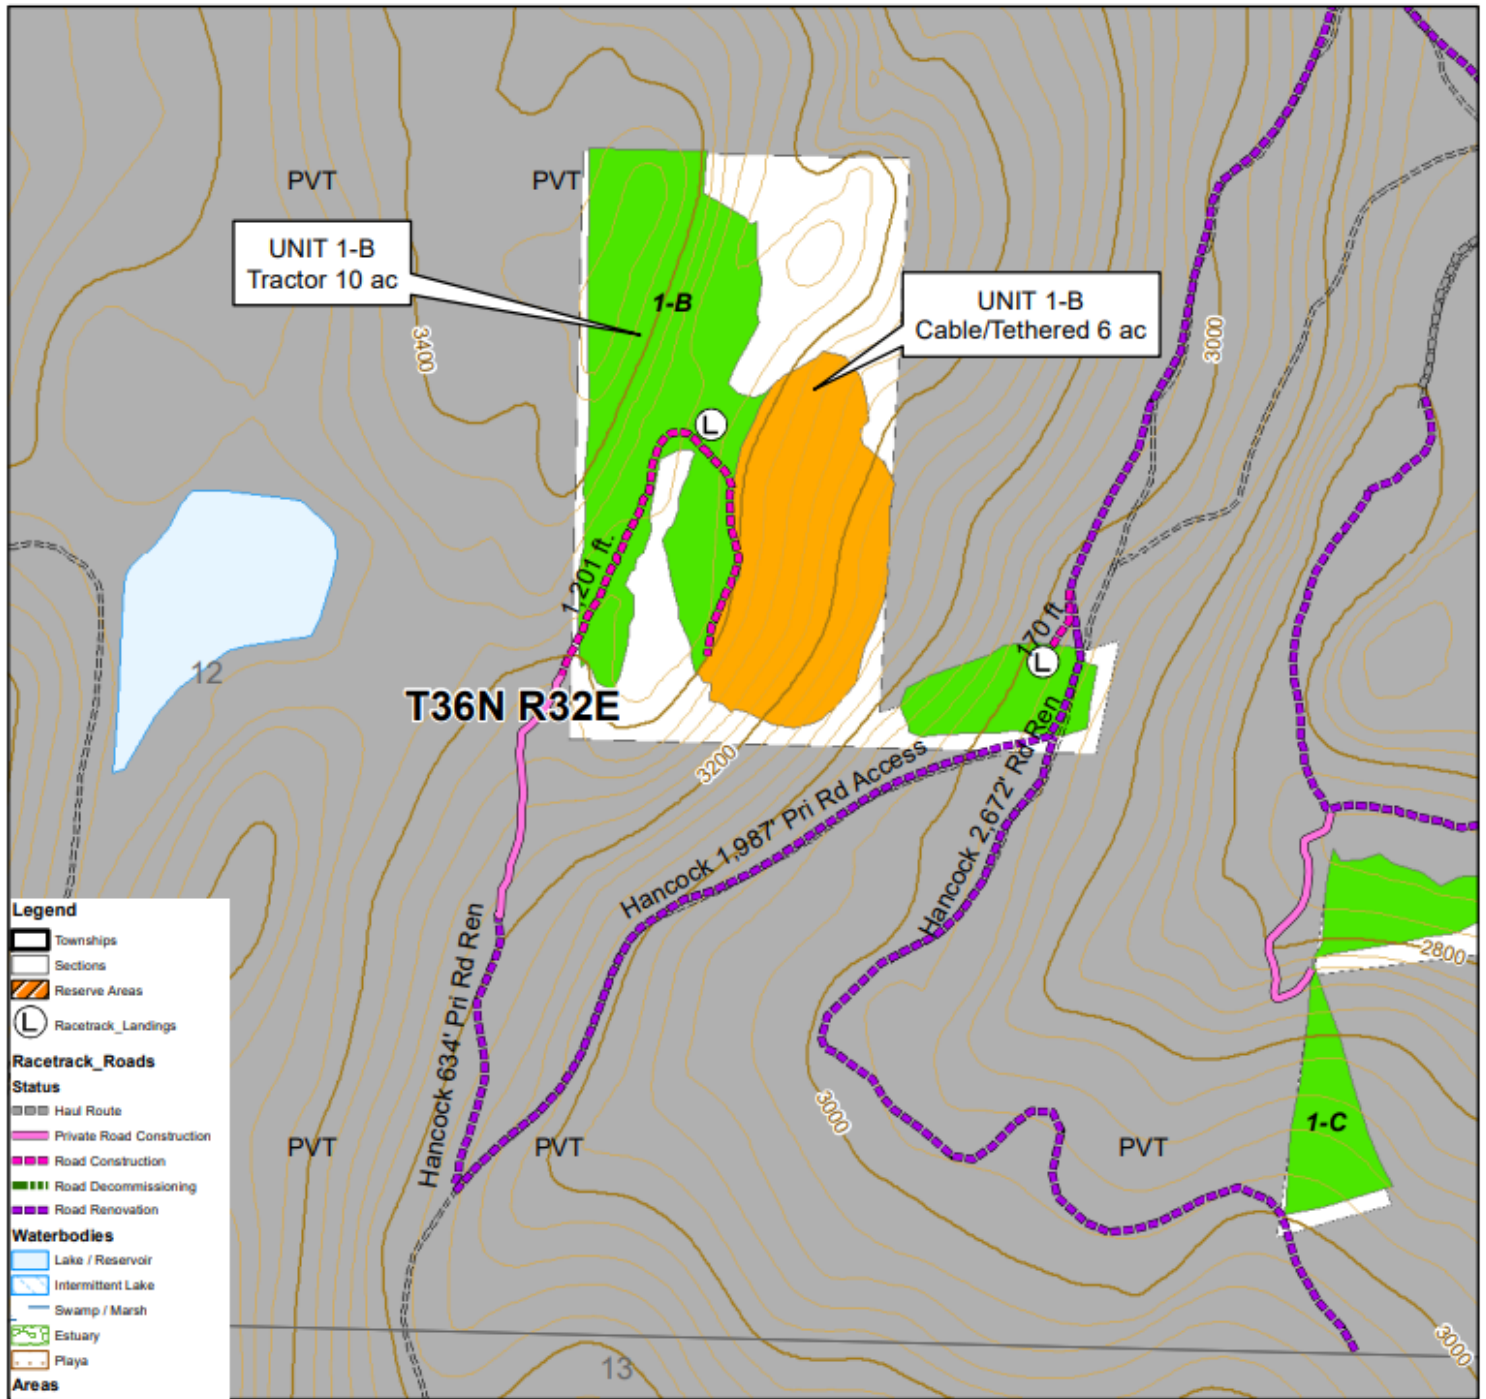 PVT
PVT
UNIT 1-B
Tractor 10 ac
1-B
UNIT 1-B
Cable/Tethered 6 ac
3400
3000
L
1,201 ft.
170 ft
L
12
T36N R32E
3200
Hancock 1,987' Pri Rd Access
Hancock 2,672' Rd Ren
Hancock 634' Pri Rd Ren
2800
3000
1-C
PVT
PVT
PVT
3000
13
Legend
Townships
Sections
Reserve Areas
L
Racetrack_Landings
Racetrack_Roads
Status
Haul Route
Private Road Construction
Road Construction
Road Decommissioning
Road Renovation
Waterbodies
Lake / Reservoir
Intermittent Lake
Swamp / Marsh
Estuary
Playa
Areas